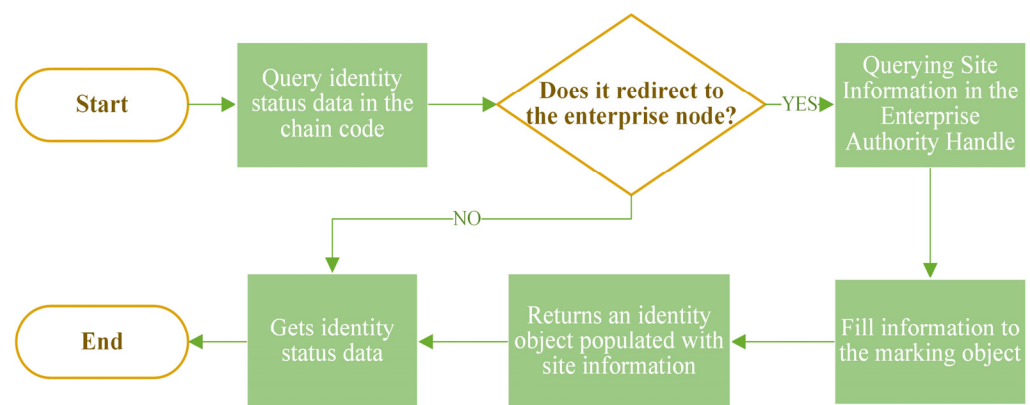 Start
Query identity
status data in the
chain code
Does it redirect to
the enterprise node?
YES
Querying Site
Information in the
Enterprise
Authority Handle
NO
Fill information to
the marking object
Returns an identity
object populated with
site information
Gets identity
status data
End